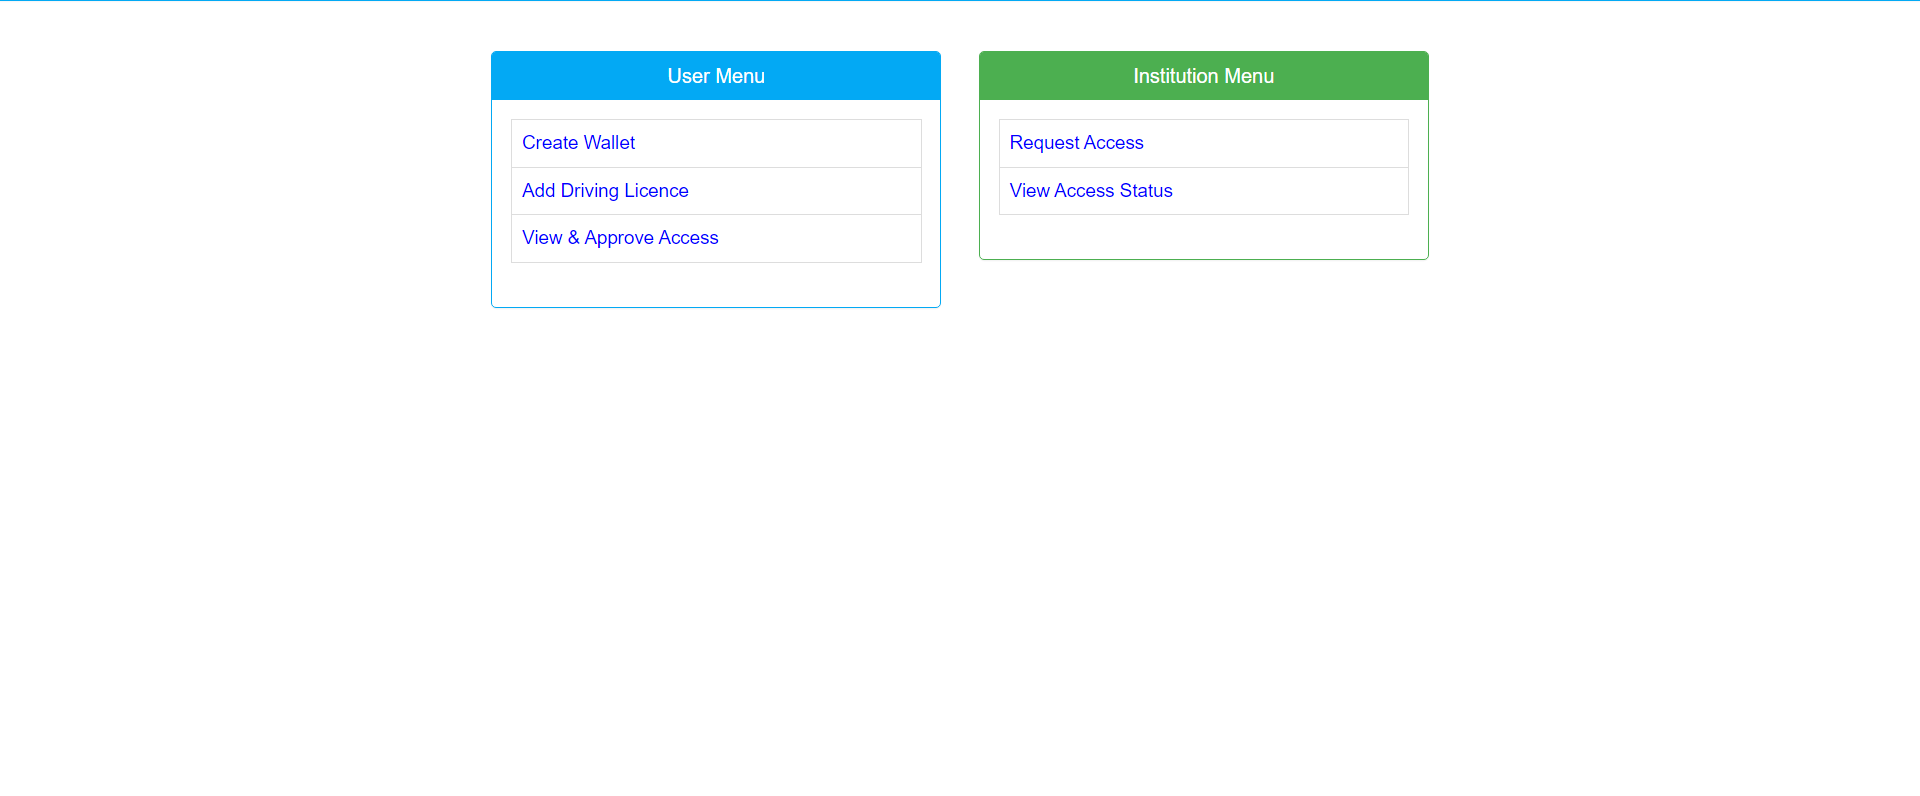 User Menu
Create Wallet
Add Driving Licence
View & Approve Access
Institution Menu
Request Access
View Access Status